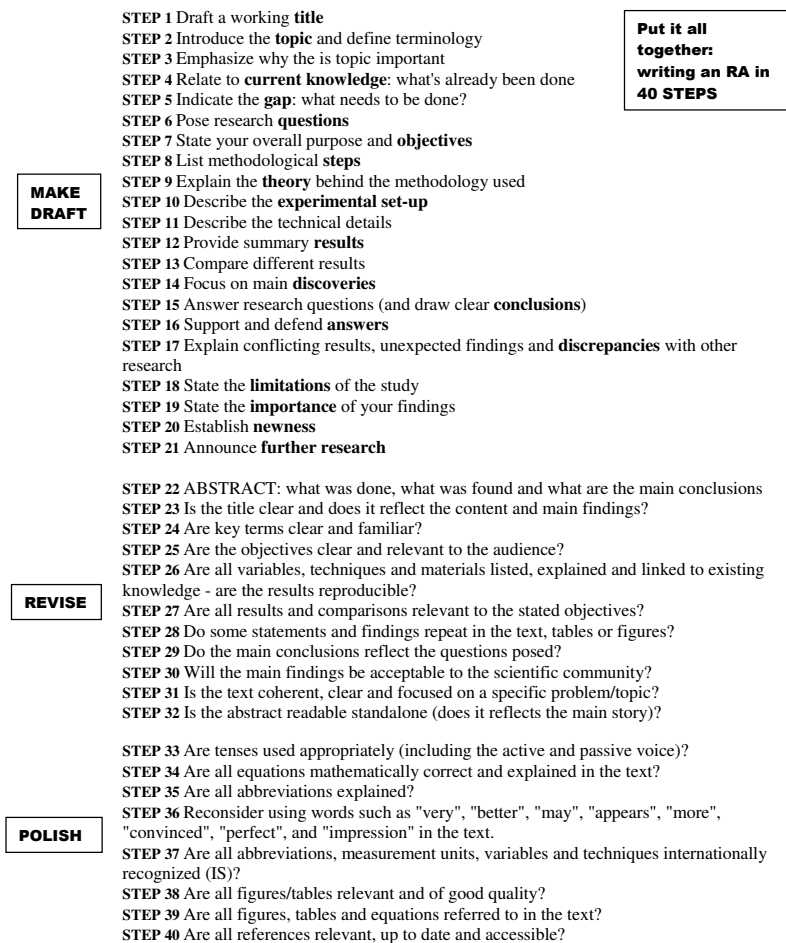 Put it all
together:
writing an RA in
40 STEPS
MAKE
DRAFT
STEP 1 Draft a working title
STEP 2 Introduce the topic and define terminology
STEP 3 Emphasize why the is topic important
STEP 4 Relate to current knowledge: what's already been done
STEP 5 Indicate the gap: what needs to be done?
STEP 6 Pose research questions
STEP 7 State your overall purpose and objectives
STEP 8 List methodological steps
STEP 9 Explain the theory behind the methodology used
STEP 10 Describe the experimental set-up
STEP 11 Describe the technical details
STEP 12 Provide summary results
STEP 13 Compare different results
STEP 14 Focus on main discoveries
STEP 15 Answer research questions (and draw clear conclusions)
STEP 16 Support and defend answers
STEP 17 Explain conflicting results, unexpected findings and discrepancies with other
research
STEP 18 State the limitations of the study
STEP 19 State the importance of your findings
STEP 20 Establish newness
STEP 21 Announce further research
REVISE
STEP 22 ABSTRACT: what was done, what was found and what are the main conclusions
STEP 23 Is the title clear and does it reflect the content and main findings?
STEP 24 Are key terms clear and familiar?
STEP 25 Are the objectives clear and relevant to the audience?
STEP 26 Are all variables, techniques and materials listed, explained and linked to existing
knowledge - are the results reproducible?
STEP 27 Are all results and comparisons relevant to the stated objectives?
STEP 28 Do some statements and findings repeat in the text, tables or figures?
STEP 29 Do the main conclusions reflect the questions posed?
STEP 30 Will the main findings be acceptable to the scientific community?
STEP 31 Is the text coherent, clear and focused on a specific problem/topic?
STEP 32 Is the abstract readable standalone (does it reflects the main story)?
POLISH
STEP 33 Are tenses used appropriately (including the active and passive voice)?
STEP 34 Are all equations mathematically correct and explained in the text?
STEP 35 Are all abbreviations explained?
STEP 36 Reconsider using words such as "very", "better", "may", "appears", "more",
"convinced", "perfect", and "impression" in the text.
STEP 37 Are all abbreviations, measurement units, variables and techniques internationally
recognized (IS)?
STEP 38 Are all figures/tables relevant and of good quality?
STEP 39 Are all figures, tables and equations referred to in the text?
STEP 40 Are all references relevant, up to date and accessible?